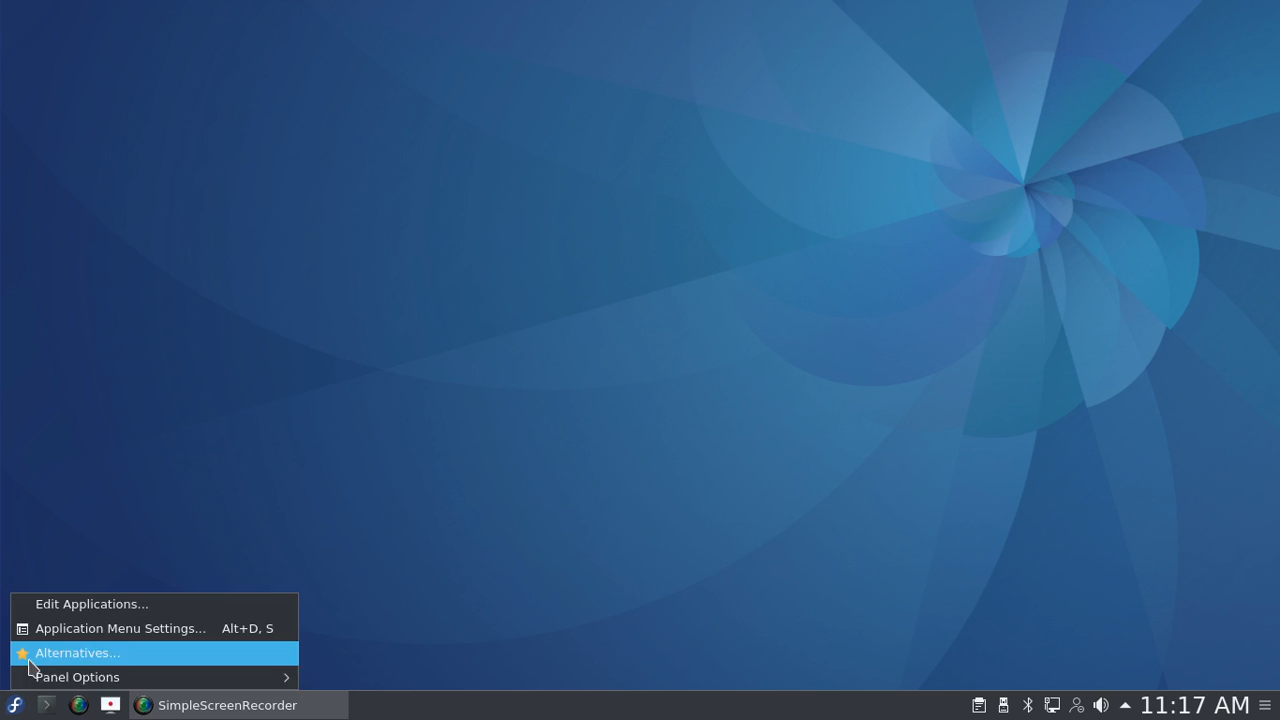 Edit Applications...
Application Menu Settings... Alt+D, S
Alternatives...
Panel Options
SimpleScreenRecorder
11:17 AM